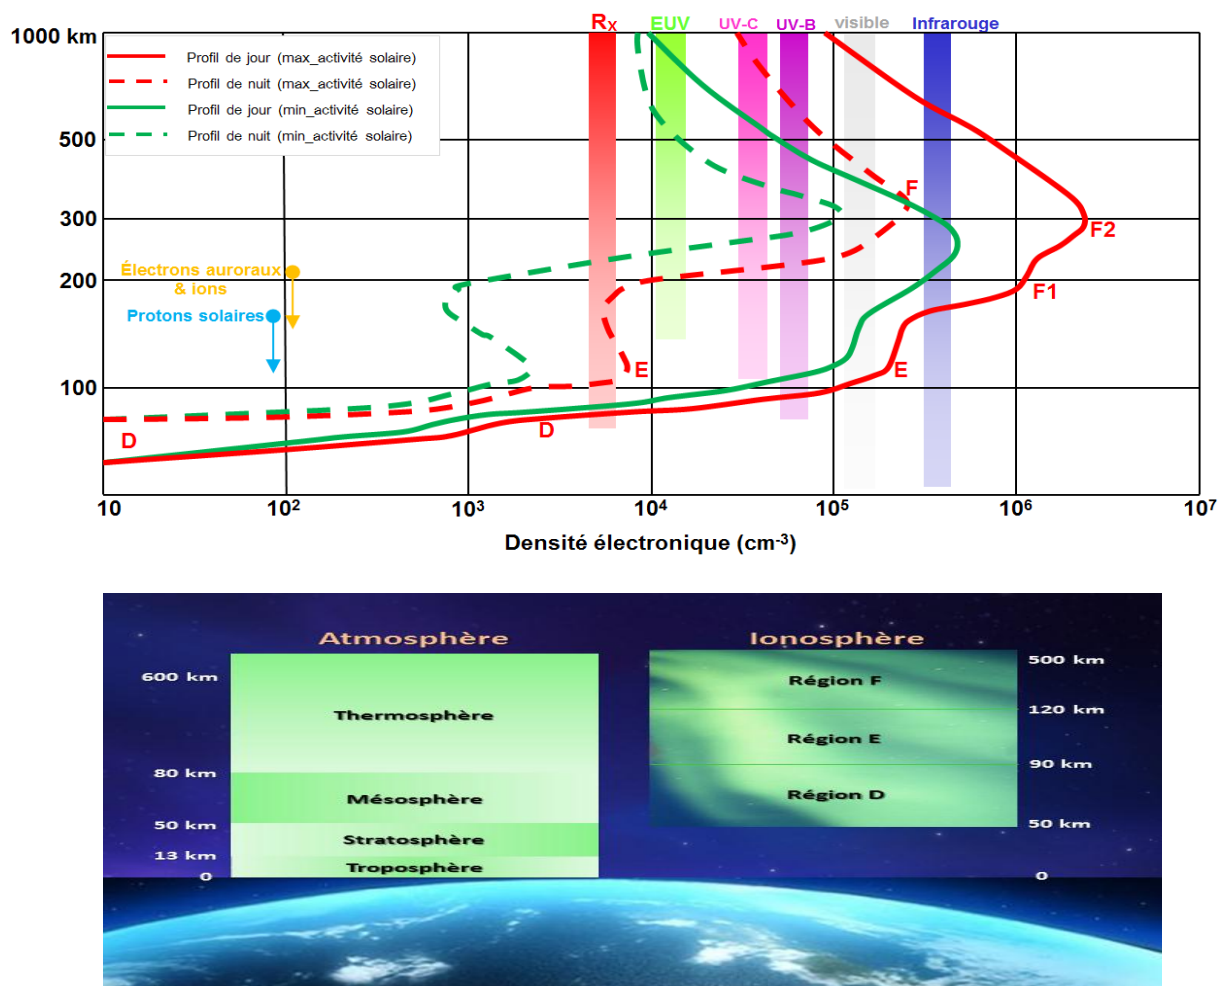 R_X EUV UV-C UV-B visible Infrarouge
1000 km
Profil de jour (max_activité solaire)
Profil de nuit (max_activité solaire)
Profil de jour (min_activité solaire)
Profil de nuit (min_activité solaire)
500
F
300 km
F2
Électrons auroraux
& ions
200
F1
Protons solaires
E E
100
D D
10 10² 10³ 10⁴ 10⁵ 10⁶ 10⁷
Densité électronique (cm⁻³)
Atmosphère
600 km
Thermosphère
80 km
Mésosphère
50 km
Stratosphère
13 km
Troposphère
0
Ionosphère
500 km
Région F
120 km
Région E
90 km
Région D
50 km
0